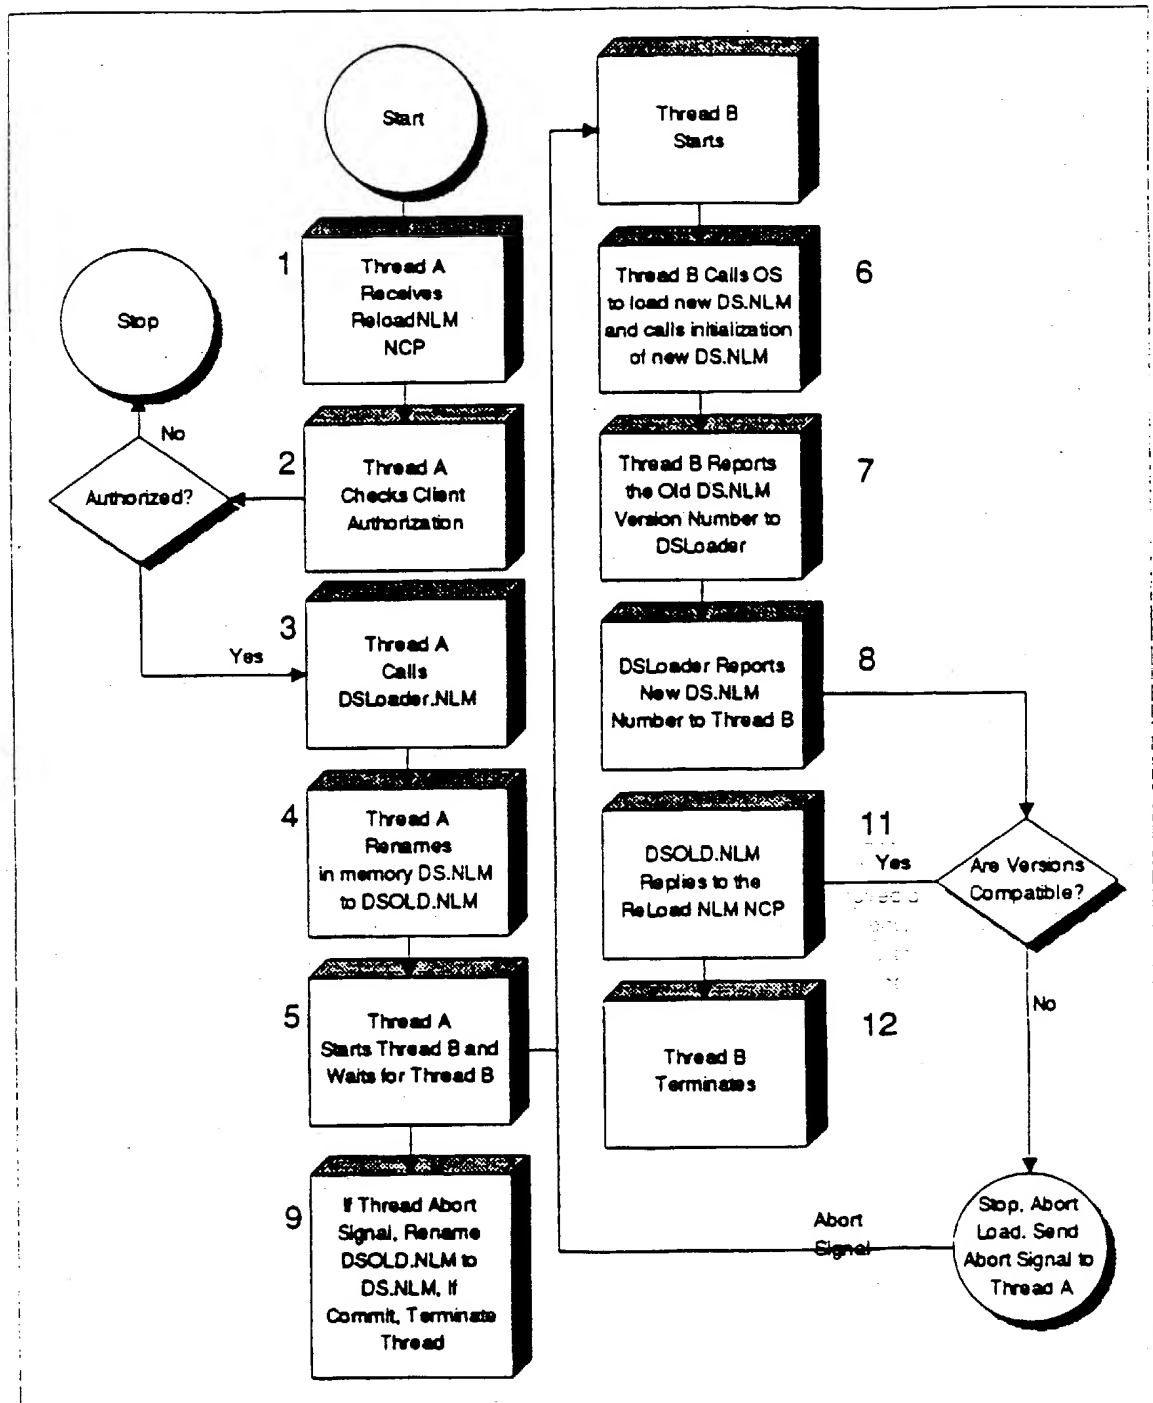 Start
1
Thread A
Receives
ReloadNLM
NCP
Stop
No
Authorized?
2
Thread A
Checks Client
Authorization
Yes
3
Thread A
Calls
DSLoader.NLM
4
Thread A
Renames
in memory DS.NLM
to DSOLD.NLM
5
Thread A
Starts Thread B and
Waits for Thread B
9
If Thread Abort
Signal, Rename
DSOLD.NLM to
DS.NLM, If
Commit, Terminate
Thread
Thread B
Starts
6
Thread B Calls OS
to load new DS.NLM
and calls initialization
of new DS.NLM
7
Thread B Reports
the Old DS.NLM
Version Number to
DSLoader
8
DSLoader Reports
New DS.NLM
Number to Thread B
Are Versions
Compatible?
11
Yes
DSOLD.NLM
Replies to the
ReLoad NLM NCP
12
Thread B
Terminates
No
Stop, Abort
Load, Send
Abort Signal to
Thread A
Abort
Signal